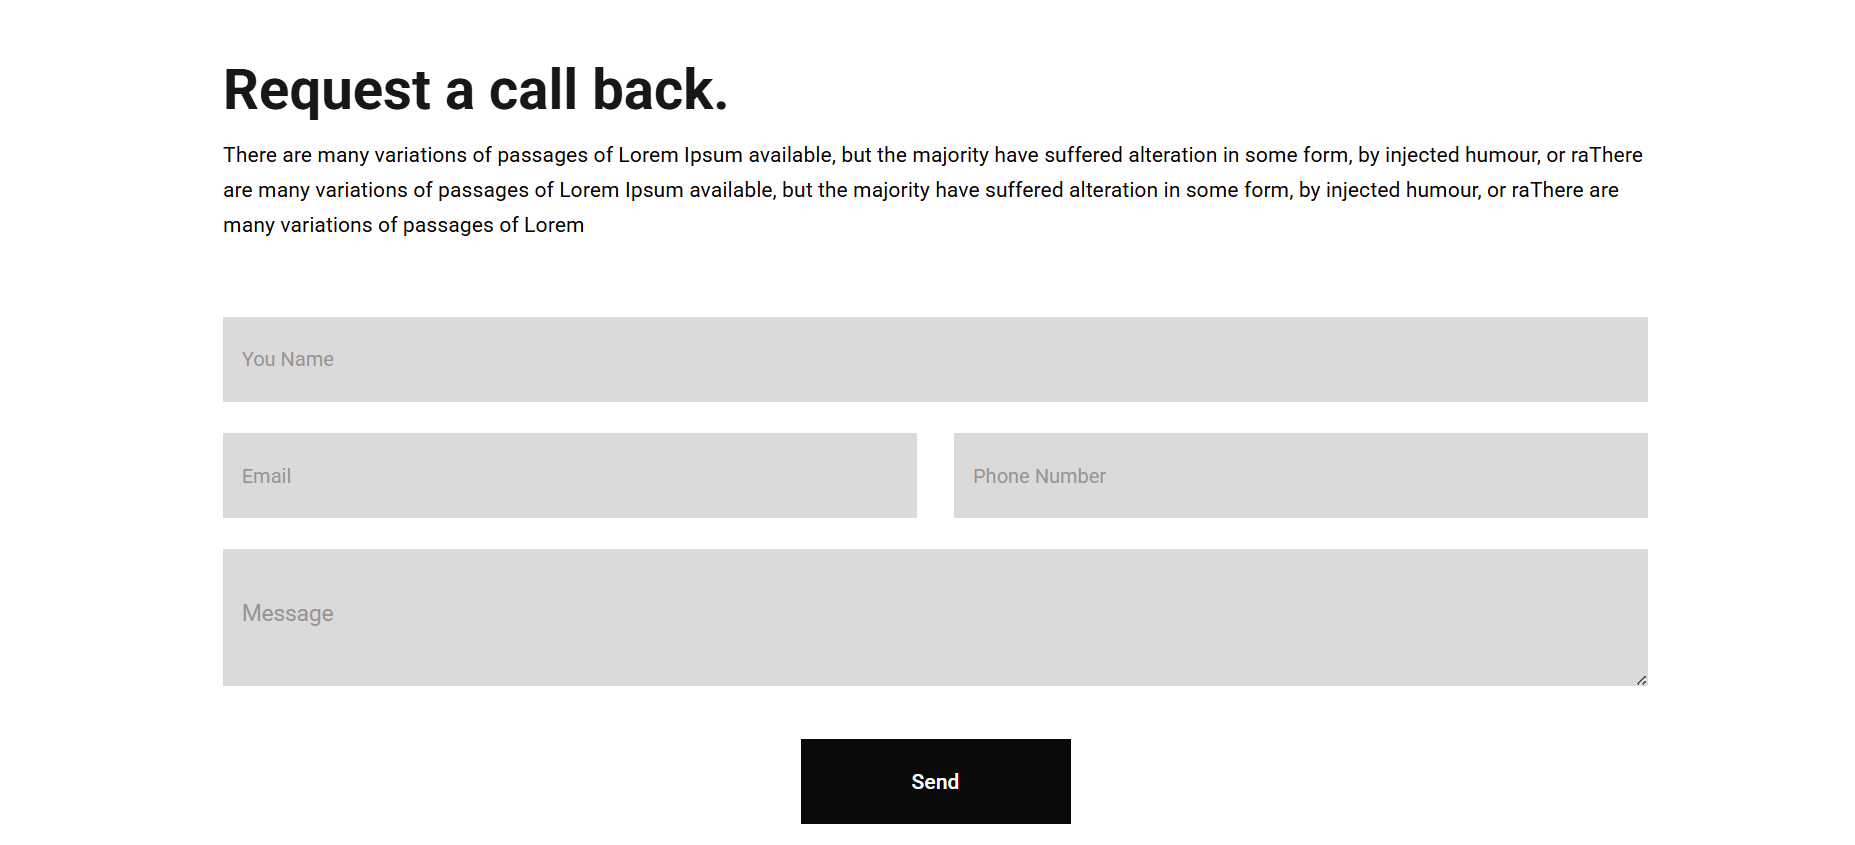 Request a call back.
There are many variations of passages of Lorem Ipsum available, but the majority have suffered alteration in some form, by injected humour, or raThere
are many variations of passages of Lorem Ipsum available, but the majority have suffered alteration in some form, by injected humour, or raThere are
many variations of passages of Lorem
You Name
Email
Phone Number
Message
Send